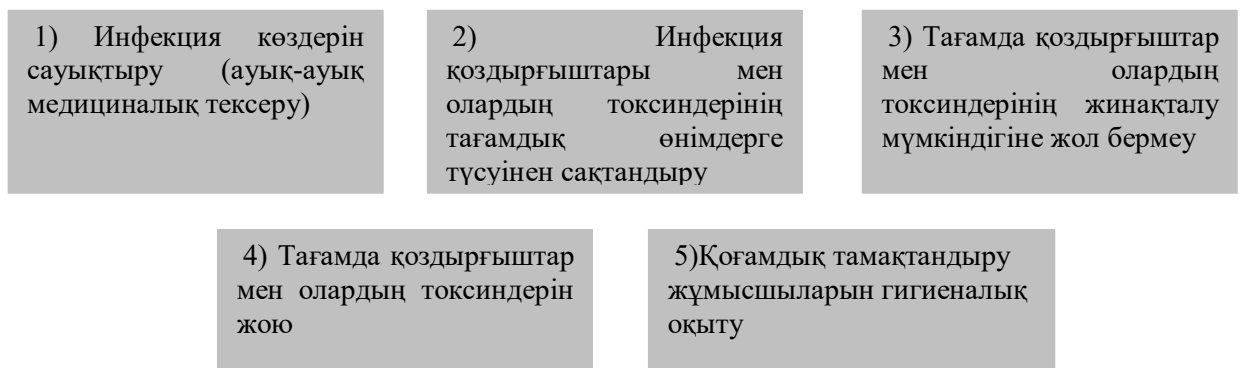 1) Инфекция көздерін
сауықтыру (ауық-ауық
медициналық тексеру)
2) Инфекция
қоздырғыштары мен
олардың токсиндерінің
тағамдық өнімдерге
түсуінен сақтандыру
3) Тағамда қоздырғыштар
мен олардың
токсиндерінің жинақталу
мүмкіндігіне жол бермеу
4) Тағамда қоздырғыштар
мен олардың токсиндерін
жою
5)Қоғамдық тамақтандыру
жұмысшыларын гигиеналық
оқыту